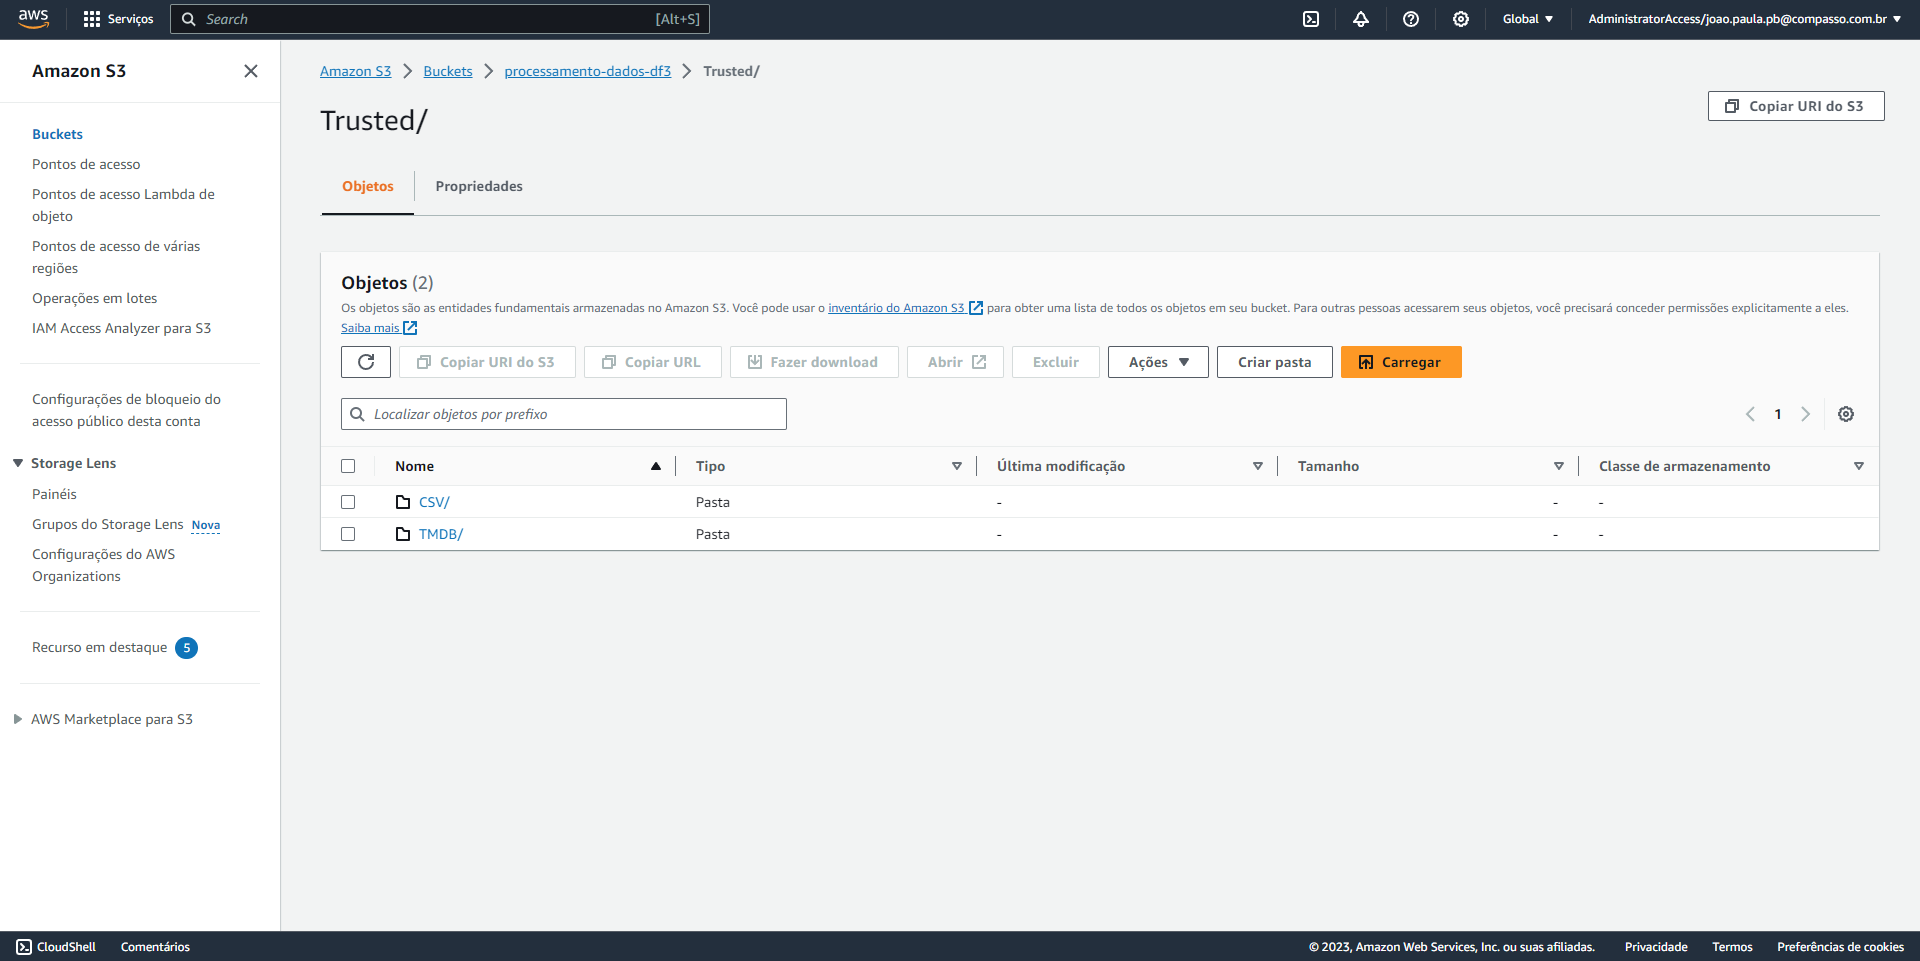 aws Serviços Search [Alt+S] Global AdministratorAccess/joao.paula.pb@compasso.com.br
Amazon S3
Buckets
Pontos de acesso
Pontos de acesso Lambda de
objeto
Pontos de acesso de várias
regiões
Operações em lotes
IAM Access Analyzer para S3
Configurações de bloqueio do
acesso público desta conta
Storage Lens
Painéis
Grupos do Storage Lens Nova
Configurações do AWS
Organizations
Recurso em destaque 5
AWS Marketplace para S3
Amazon S3 Buckets processamento-dados-df3 Trusted/
Trusted/
Copiar URI do S3
Objetos Propriedades
Objetos (2)
Os objetos são as entidades fundamentais armazenadas no Amazon S3. Você pode usar o inventário do Amazon S3 para obter uma lista de todos os objetos em seu bucket. Para outras pessoas acessarem seus objetos, você precisará conceder permissões explicitamente a eles.
Saiba mais
Copiar URI do S3 Copiar URL Fazer download Abrir Excluir Ações Criar pasta Carregar
Localizar objetos por prefixo 1
Nome Tipo Última modificação Tamanho Classe de armazenamento
CSV/ Pasta - - -
TMDB/ Pasta - - -
CloudShell Comentários © 2023, Amazon Web Services, Inc. ou suas afiliadas. Privacidade Termos Preferências de cookies